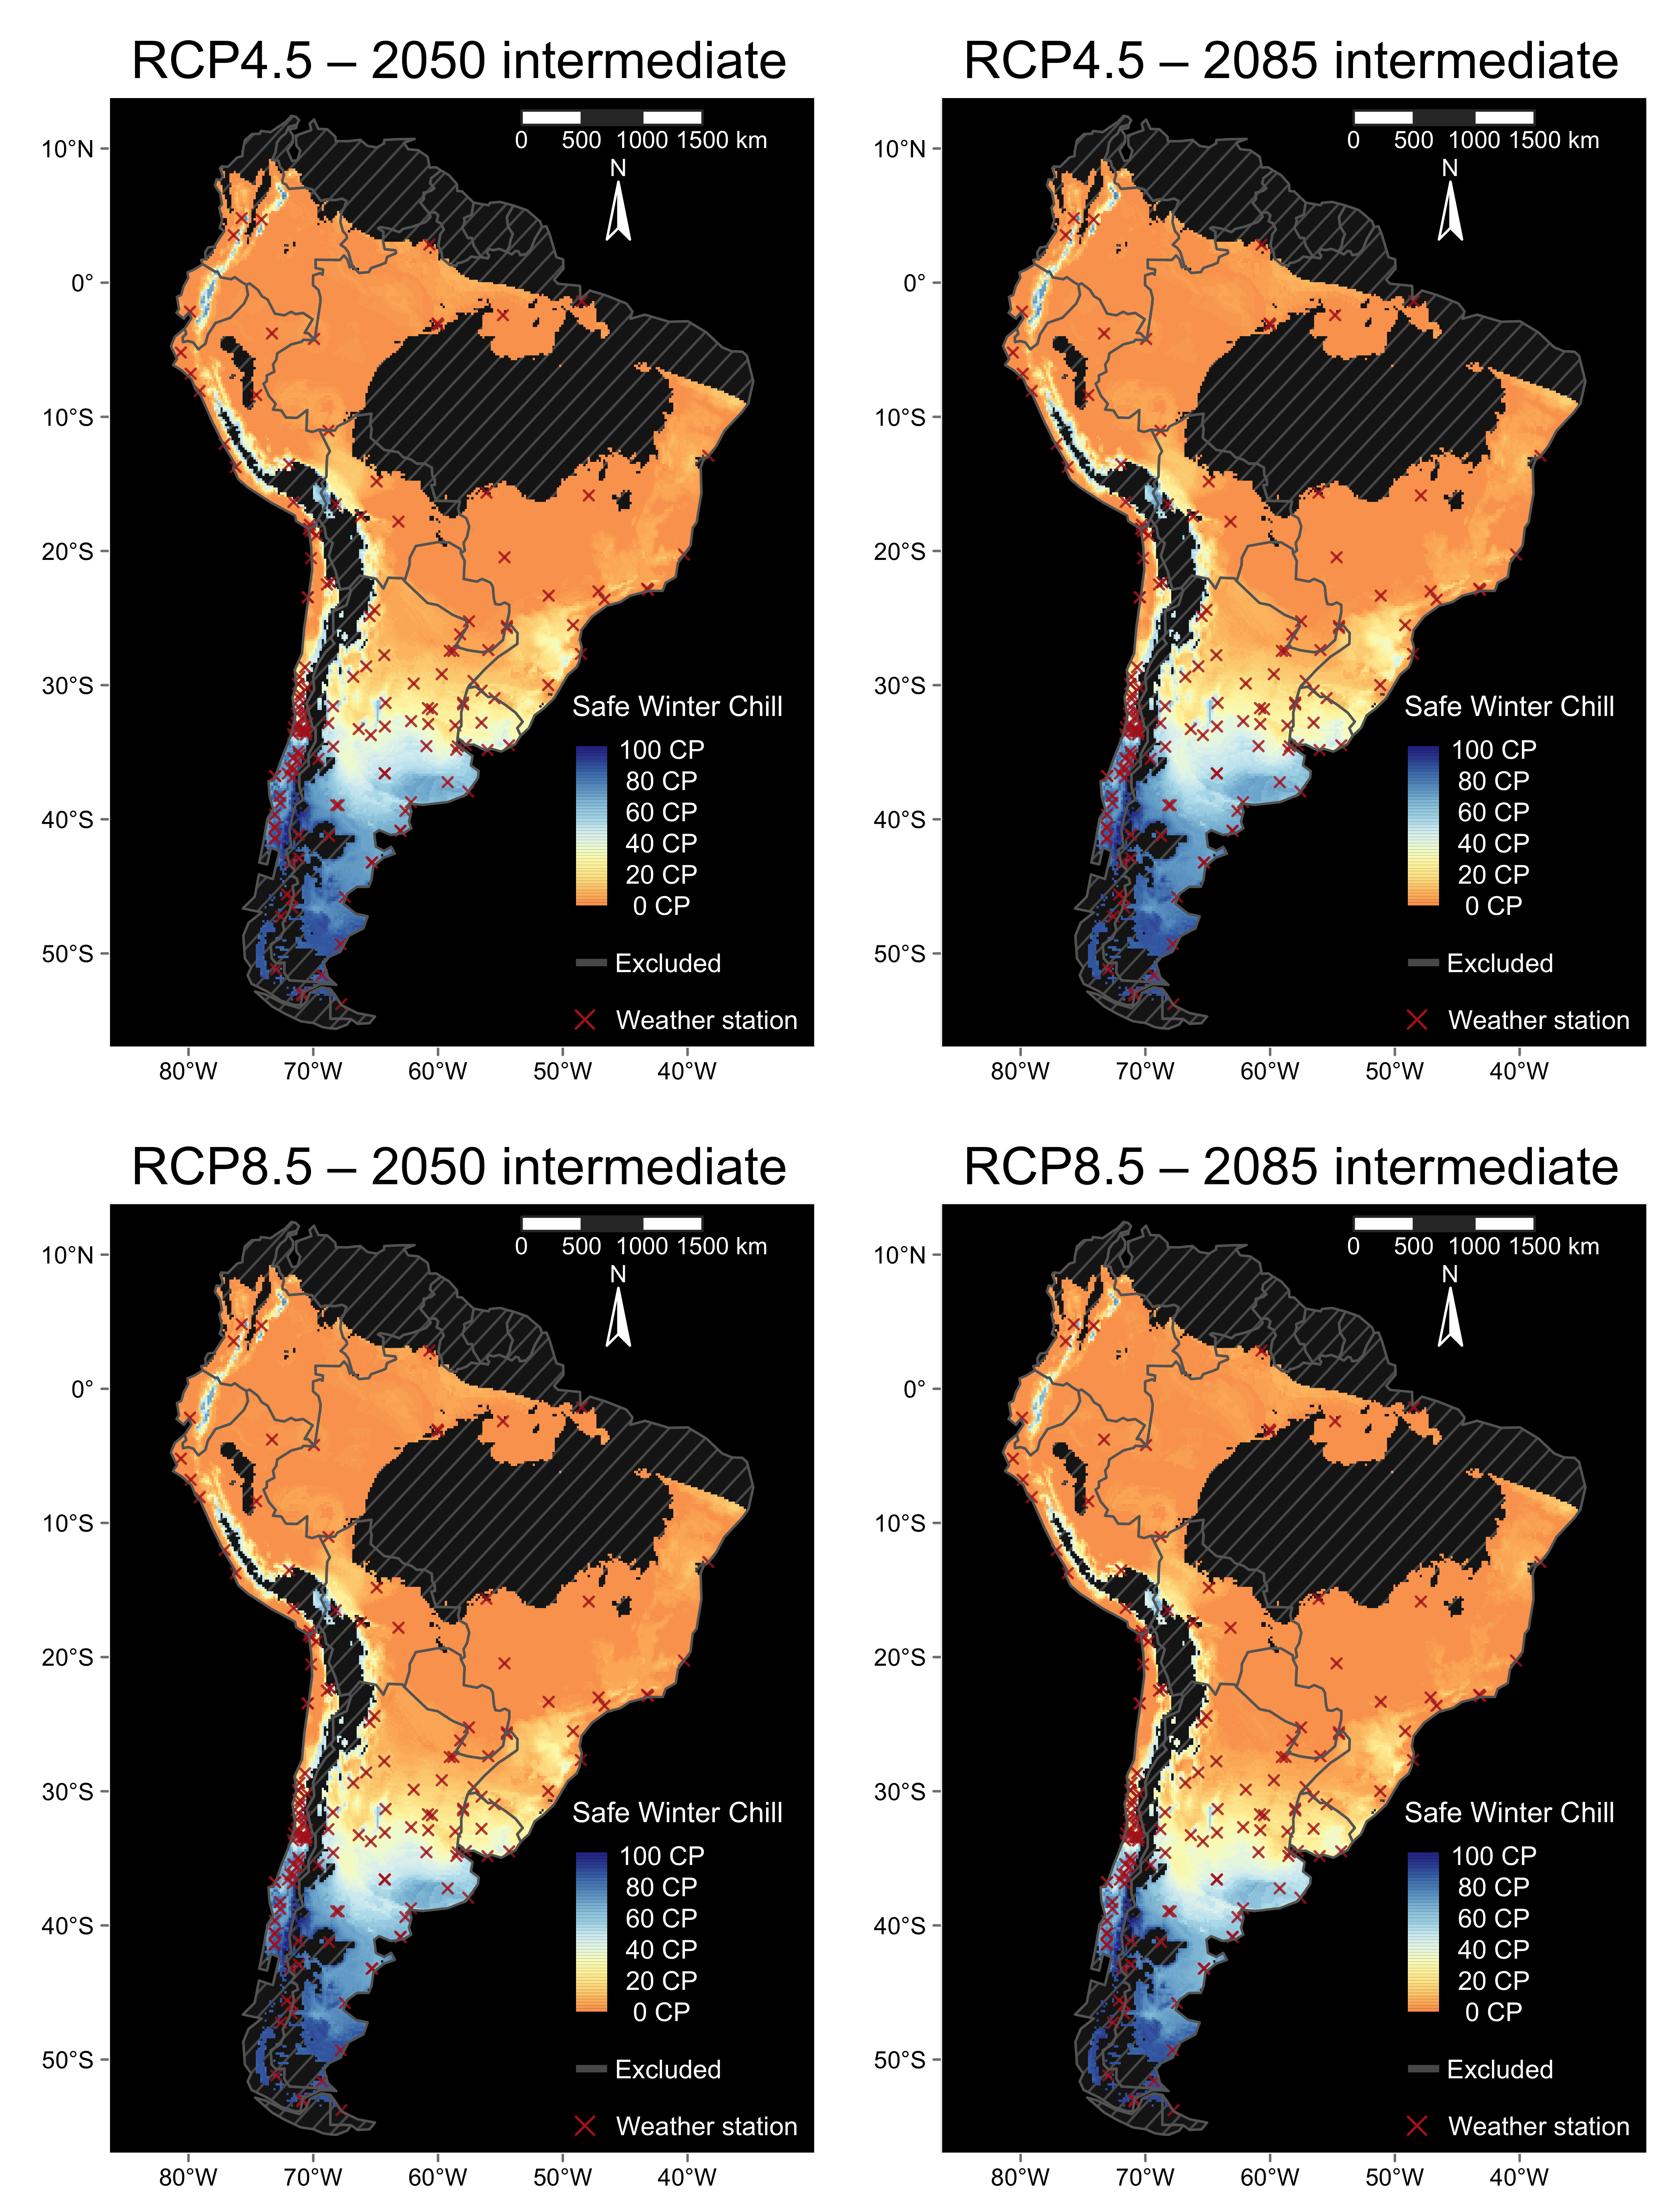 RCP4.5 – 2050 intermediate
0 500 1000 1500 km
N
10°N
0°
10°S
20°S
30°S
40°S
50°S
Safe Winter Chill
100 CP
80 CP
60 CP
40 CP
20 CP
0 CP
Excluded
Weather station
80°W 70°W 60°W 50°W 40°W
RCP4.5 – 2085 intermediate
0 500 1000 1500 km
N
10°N
0°
10°S
20°S
30°S
40°S
50°S
Safe Winter Chill
100 CP
80 CP
60 CP
40 CP
20 CP
0 CP
Excluded
Weather station
80°W 70°W 60°W 50°W 40°W
RCP8.5 – 2050 intermediate
0 500 1000 1500 km
N
10°N
0°
10°S
20°S
30°S
40°S
50°S
Safe Winter Chill
100 CP
80 CP
60 CP
40 CP
20 CP
0 CP
Excluded
Weather station
80°W 70°W 60°W 50°W 40°W
RCP8.5 – 2085 intermediate
0 500 1000 1500 km
N
10°N
0°
10°S
20°S
30°S
40°S
50°S
Safe Winter Chill
100 CP
80 CP
60 CP
40 CP
20 CP
0 CP
Excluded
Weather station
80°W 70°W 60°W 50°W 40°W